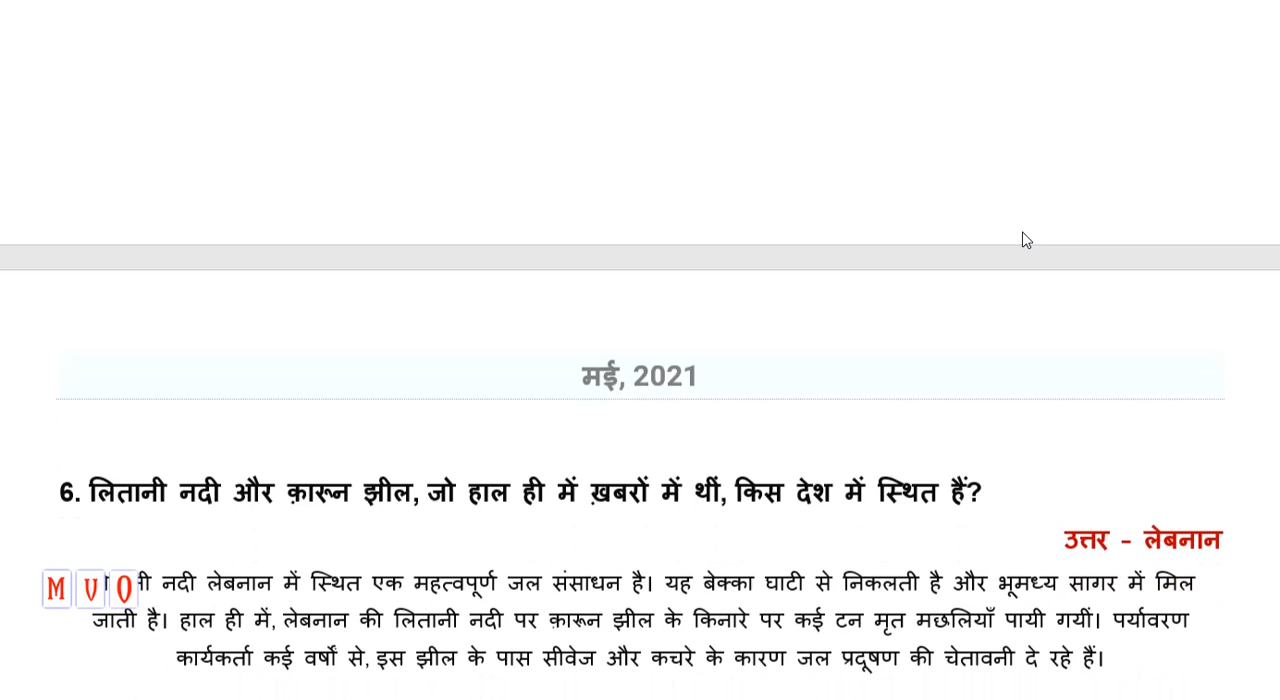 मई, 2021
6. लितानी नदी और क़ारून झील, जो हाल ही में ख़बरों में थीं, किस देश में स्थित हैं?
उत्तर – लेबनान
M U O
नदी लेबनान में स्थित एक महत्वपूर्ण जल संसाधन है। यह बेक्का घाटी से निकलती है और भूमध्य सागर में मिल
जाती है। हाल ही में, लेबनान की लितानी नदी पर क़ारून झील के किनारे पर कई टन मृत मछलियाँ पायी गयीं। पर्यावरण
कार्यकर्ता कई वर्षों से, इस झील के पास सीवेज और कचरे के कारण जल प्रदूषण की चेतावनी दे रहे हैं।